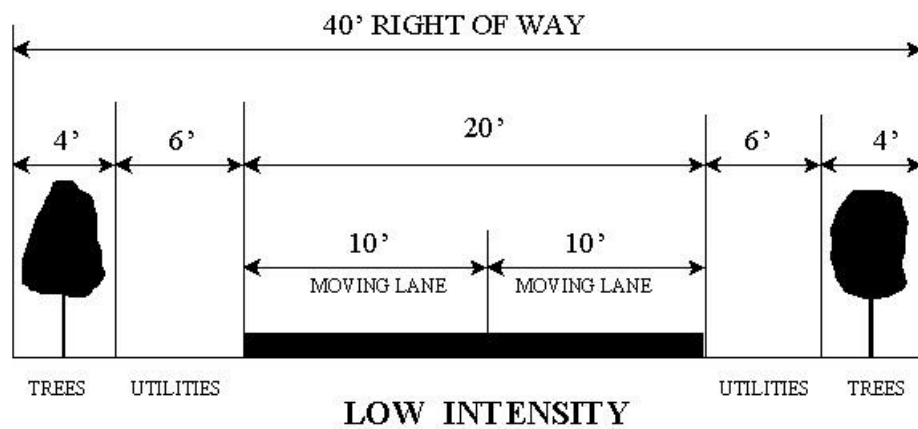 40’ RIGHT OF WAY
4’ 6’ 20’ 6’ 4’
10’ 10’
MOVING LANE MOVING LANE
TREES UTILITIES UTILITIES TREES
LOW INTENSITY